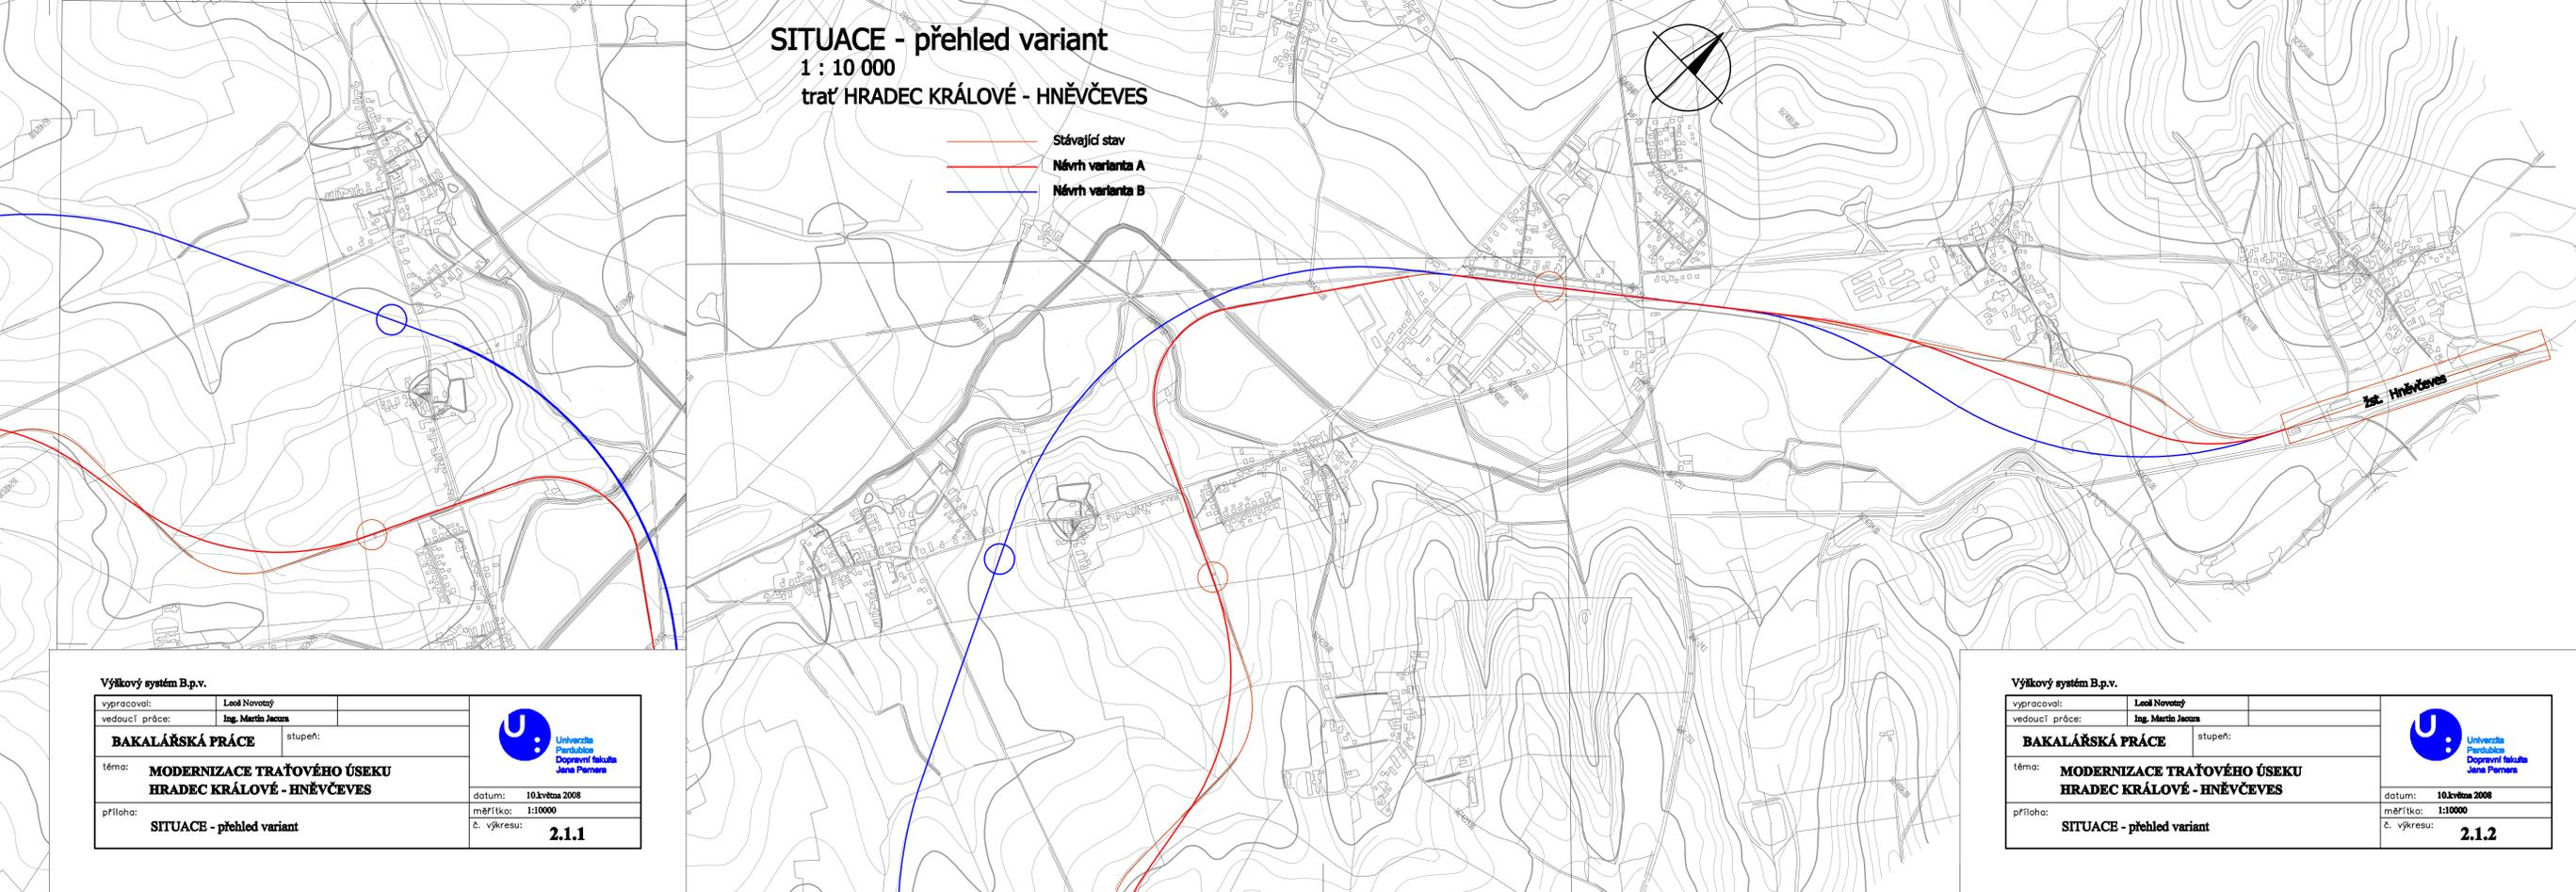 SITUACE - přehled variant
1 : 10 000
trať HRADEC KRÁLOVÉ - HNĚVČEVES
Stávající stav
Návrh varianta A
Návrh varianta B
žst. Hněvčeves
Výškový systém B.p.v.
vypracoval: Leoš Novotný
vedoucí práce: Ing. Martin Jacura
BAKALÁŘSKÁ PRÁCE stupeň:
téma: MODERNIZACE TRAŤOVÉHO ÚSEKU
HRADEC KRÁLOVÉ - HNĚVČEVES
příloha:
SITUACE - přehled variant
Univerzita
Pardubice
Dopravní fakulta
Jana Pernera
datum: 10.května 2008
měřítko: 1:10000
č. výkresu: 2.1.1
Výškový systém B.p.v.
vypracoval: Leoš Novotný
vedoucí práce: Ing. Martin Jacura
BAKALÁŘSKÁ PRÁCE stupeň:
téma: MODERNIZACE TRAŤOVÉHO ÚSEKU
HRADEC KRÁLOVÉ - HNĚVČEVES
příloha:
SITUACE - přehled variant
Univerzita
Pardubice
Dopravní fakulta
Jana Pernera
datum: 10.května 2008
měřítko: 1:10000
č. výkresu: 2.1.2